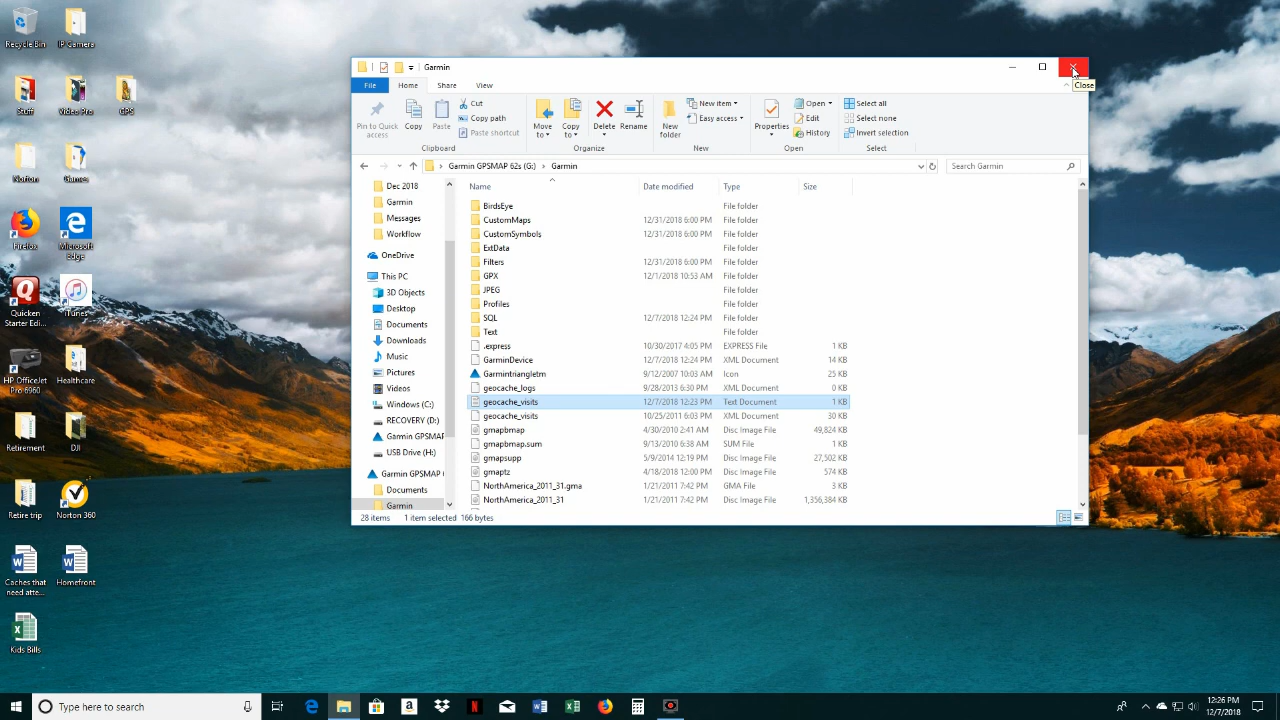 Recycle Bin
IP Camera
Stuff
Video Pro
GPS
Norton
Games
Firefox
Microsoft
Edge
Quicken
Starter Edi...
iTunes
HP OfficeJet
Pro 6960
Healthcare
Retirement
DJI
Retire trip
Norton 360
Caches that
need atte...
Homefront
Kids Bills
Garmin
Close
File
Home
Share
View
Pin to Quick
access
Copy
Paste
Cut
Copy path
Paste shortcut
Clipboard
Move
to
Copy
to
Delete
Rename
Organize
New
folder
New item
Easy access
New
Properties
Open
Edit
History
Open
Select all
Select none
Invert selection
Select
Garmin GPSMAP 62s (G:) > Garmin
Search Garmin
Dec 2018
Garmin
Messages
Workflow
OneDrive
This PC
3D Objects
Desktop
Documents
Downloads
Music
Pictures
Videos
Windows (C:)
RECOVERY (D:)
Garmin GPSMAP
USB Drive (H:)
Garmin GPSMAP
Documents
Garmin
Name Date modified Type Size
BirdsEye File folder
CustomMaps 12/31/2018 6:00 PM File folder
CustomSymbols 12/31/2018 6:00 PM File folder
ExtData File folder
Filters 12/31/2018 6:00 PM File folder
GPX 12/1/2018 10:53 AM File folder
JPEG File folder
Profiles File folder
SQL 12/7/2018 12:24 PM File folder
Text File folder
.express 10/30/2017 4:05 PM EXPRESS File 1 KB
GarminDevice 12/7/2018 12:24 PM XML Document 14 KB
Garmintriangletm 9/12/2007 10:03 AM Icon 25 KB
geocache_logs 9/28/2013 6:30 PM XML Document 0 KB
geocache_visits 12/7/2018 12:23 PM Text Document 1 KB
geocache_visits 10/25/2011 6:03 PM XML Document 30 KB
gmapbmap 4/30/2010 2:41 AM Disc Image File 49,824 KB
gmapbmap.sum 9/13/2010 6:38 AM SUM File 1 KB
gmapsupp 5/9/2014 12:19 PM Disc Image File 27,502 KB
gmaptz 4/18/2018 12:00 PM Disc Image File 574 KB
NorthAmerica_2011_31.gma 1/21/2011 7:42 PM GMA File 3 KB
NorthAmerica_2011_31 1/21/2011 7:42 PM Disc Image File 1,356,384 KB
28 items 1 item selected 166 bytes
Type here to search
12:26 PM
12/7/2018